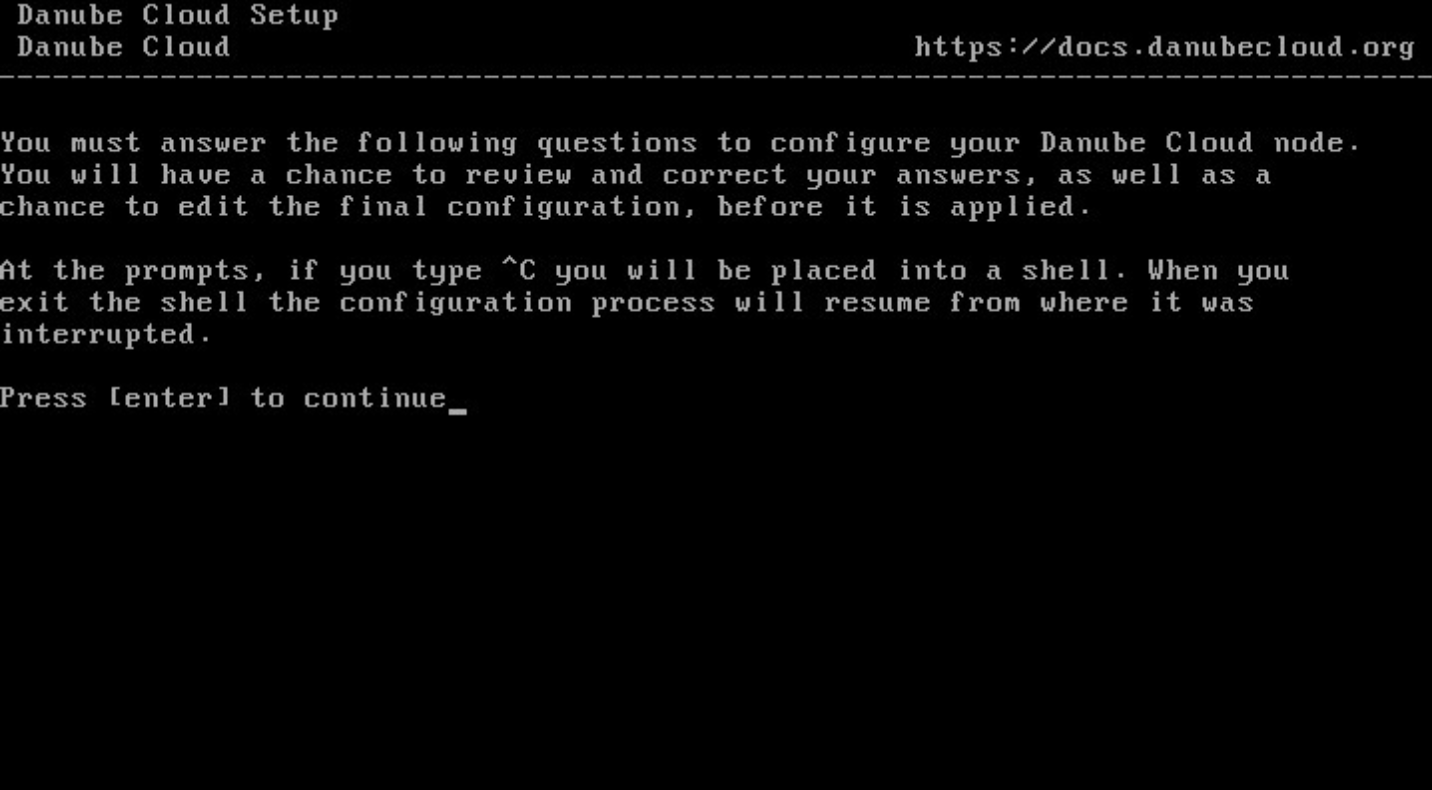 Danube Cloud Setup
Danube Cloud https://docs.danubecloud.org
--------------------------------------------------------------------------------
You must answer the following questions to configure your Danube Cloud node.
You will have a chance to review and correct your answers, as well as a
chance to edit the final configuration, before it is applied.
At the prompts, if you type ^C you will be placed into a shell. When you
exit the shell the configuration process will resume from where it was
interrupted.
Press [enter] to continue_